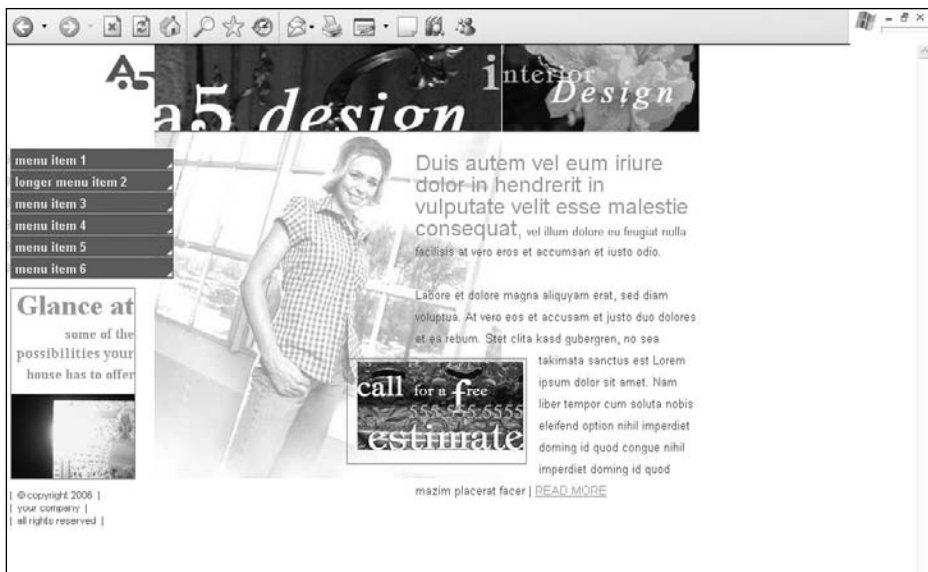 A5
a5 design
interior
Design
menu item 1
longer menu item 2
menu item 3
menu item 4
menu item 5
menu item 6
Glance at
some of the
possibilities your
house has to offer
| © copyright 2006 |
| your company |
| all rights reserved |
Duis autem vel eum iriure
dolor in hendrerit in
vulputate velit esse malestie
consequat, vel illum dolore eu feugiat nulla
facilisis at vero eros et accumsan et iusto odio.
Labore et dolore magna aliquyam erat, sed diam
voluptua. At vero eos et accusam et justo duo dolores
et ea rebum. Stet clita kasd gubergren, no sea
takimata sanctus est Lorem
ipsum dolor sit amet. Nam
liber tempor cum soluta nobis
eleifend option nihil imperdiet
doming id quod congue nihil
imperdiet doming id quod
mazim placerat facer | READ MORE
call for a free
555.555.5555
estimate